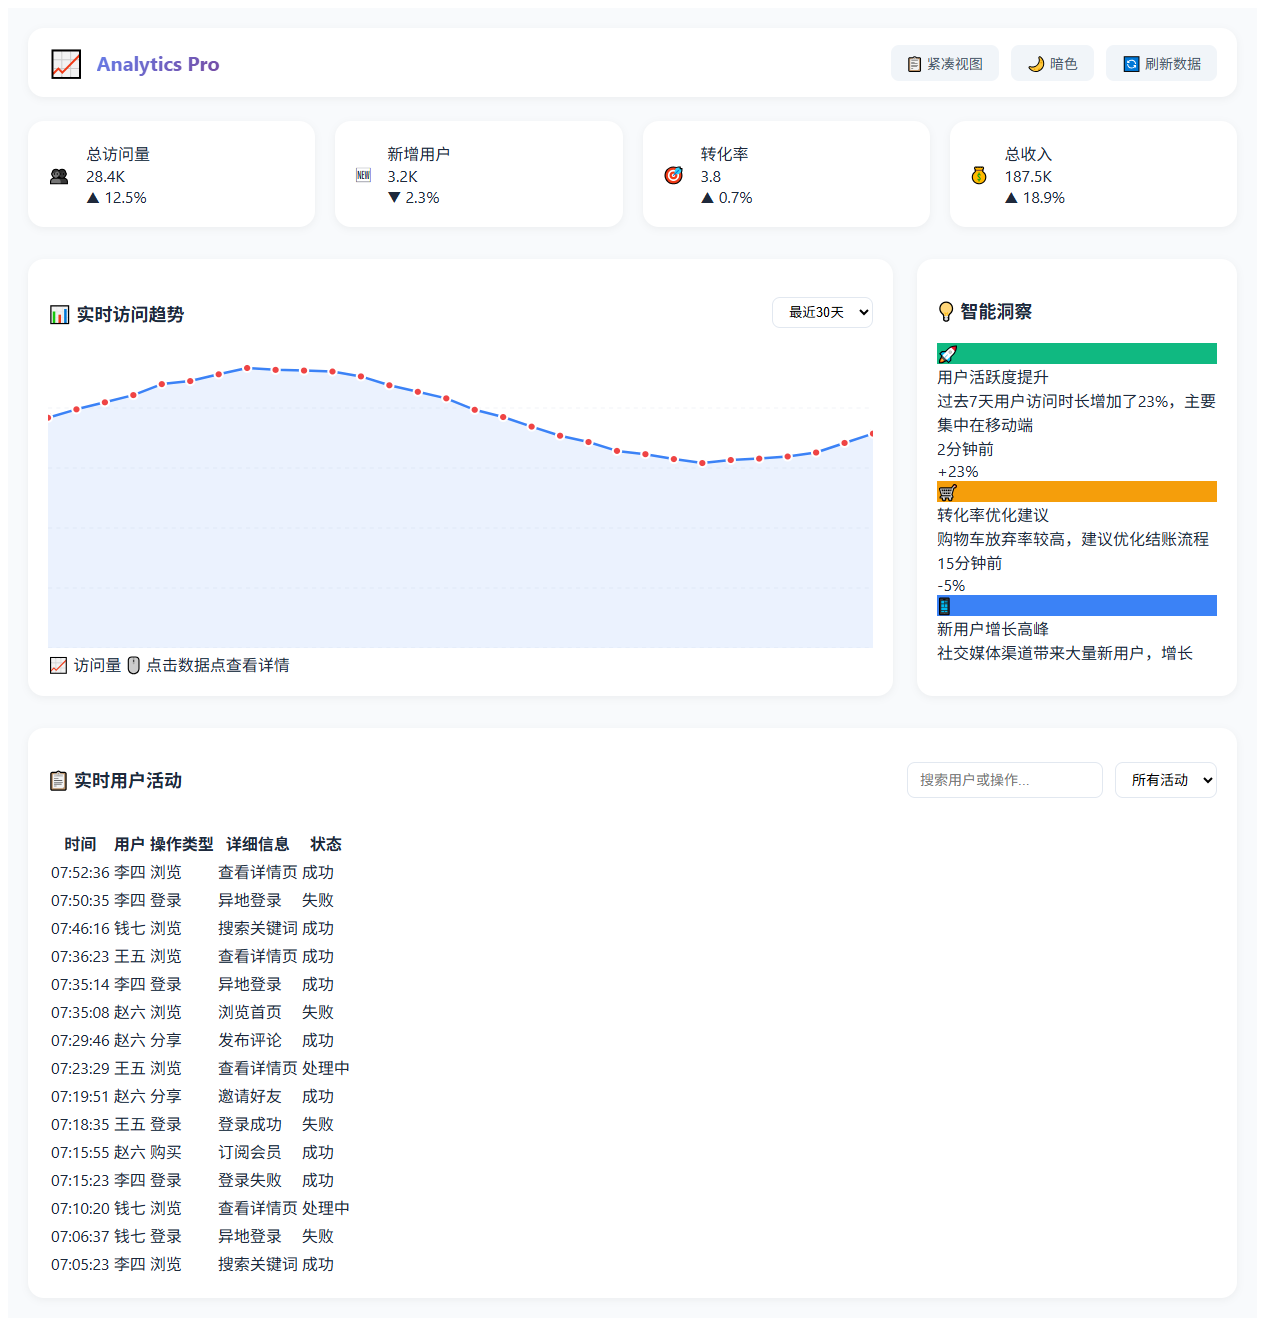 Analytics Pro
紧凑视图
暗色
刷新数据
总访问量
28.4K
▲ 12.5%
NEW
新增用户
3.2K
▼ 2.3%
转化率
3.8
▲ 0.7%
总收入
187.5K
▲ 18.9%
实时访问趋势
最近30天
访问量 点击数据点查看详情
智能洞察
用户活跃度提升
过去7天用户访问时长增加了23%，主要
集中在移动端
2分钟前
+23%
转化率优化建议
购物车放弃率较高，建议优化结账流程
15分钟前
-5%
新用户增长高峰
社交媒体渠道带来大量新用户，增长
实时用户活动
搜索用户或操作...
所有活动
时间 用户 操作类型 详细信息 状态
07:52:36 李四 浏览 查看详情页 成功
07:50:35 李四 登录 异地登录 失败
07:46:16 钱七 浏览 搜索关键词 成功
07:36:23 王五 浏览 查看详情页 成功
07:35:14 李四 登录 异地登录 成功
07:35:08 赵六 浏览 浏览首页 失败
07:29:46 赵六 分享 发布评论 成功
07:23:29 王五 浏览 查看详情页 处理中
07:19:51 赵六 分享 邀请好友 成功
07:18:35 王五 登录 登录成功 失败
07:15:55 赵六 购买 订阅会员 成功
07:15:23 李四 登录 登录失败 成功
07:10:20 钱七 浏览 查看详情页 处理中
07:06:37 钱七 登录 异地登录 失败
07:05:23 李四 浏览 搜索关键词 成功